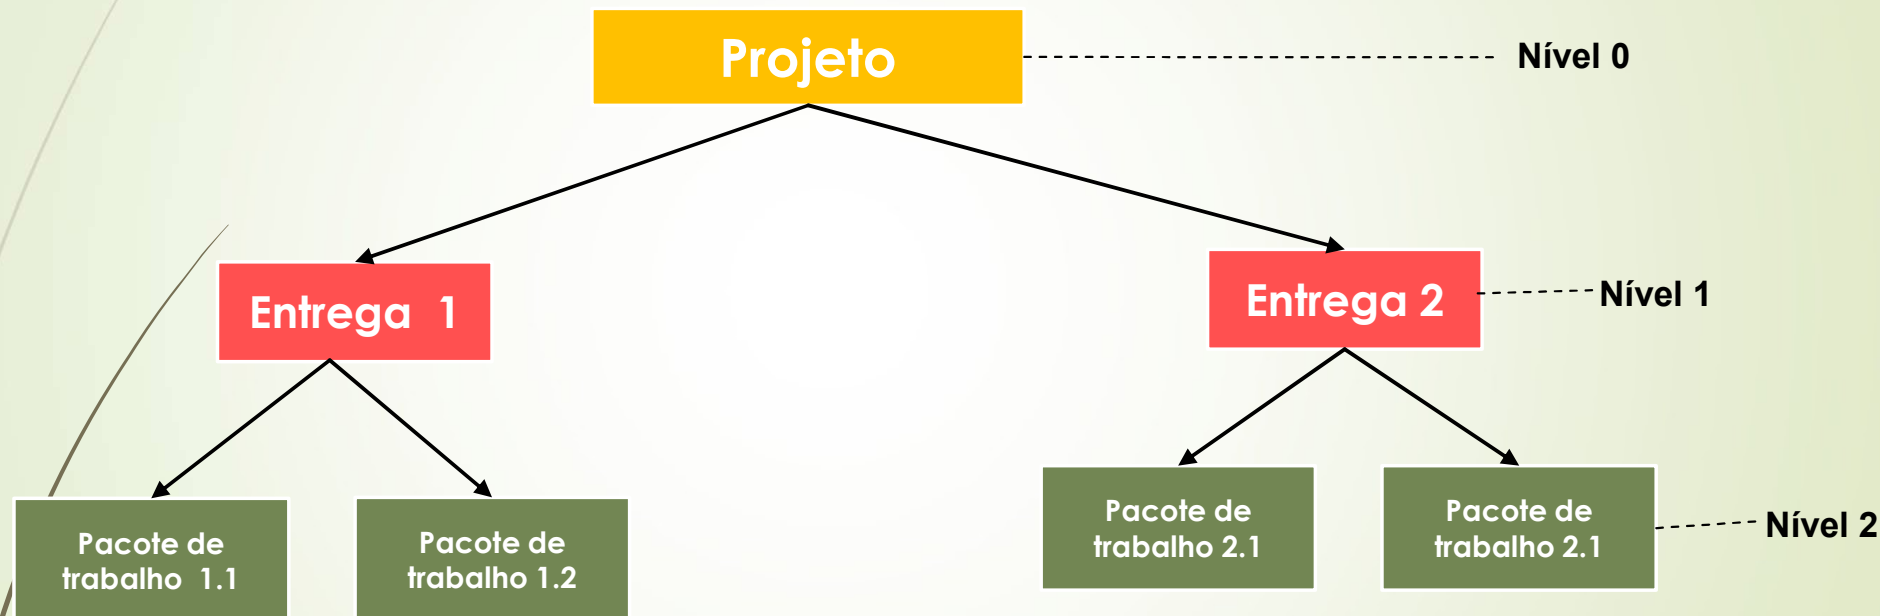 Projeto
Nível 0
Entrega 1
Entrega 2
Nível 1
Pacote de
trabalho 1.1
Pacote de
trabalho 1.2
Pacote de
trabalho 2.1
Pacote de
trabalho 2.1
Nível 2